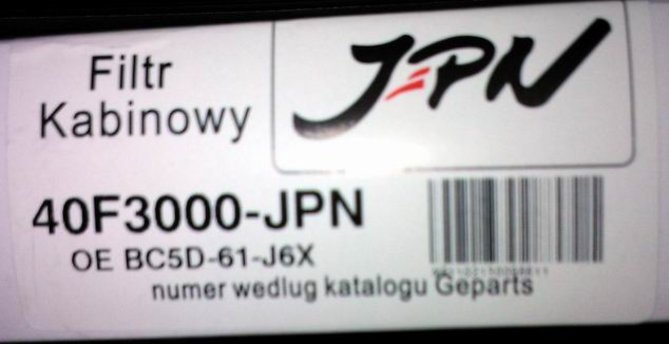 Filtr
Kabinowy
JPN
40F3000-JPN
OE BC5D-61-J6X
numer wedlug katalogu Geparts